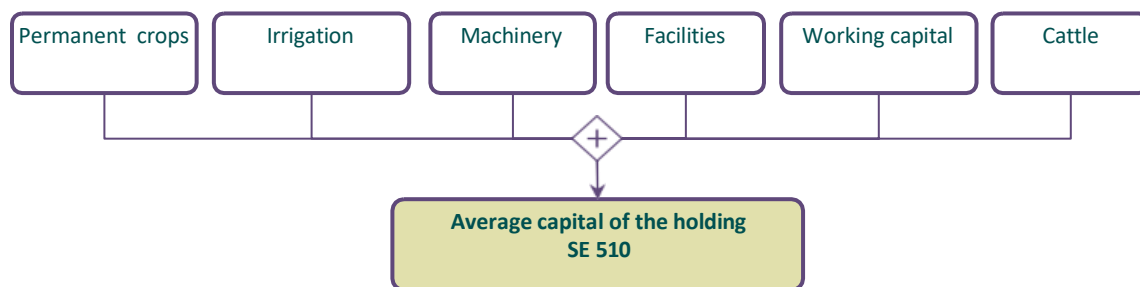 Permanent crops
Irrigation
Machinery
Facilities
Working capital
Cattle
+
Average capital of the holding
SE 510